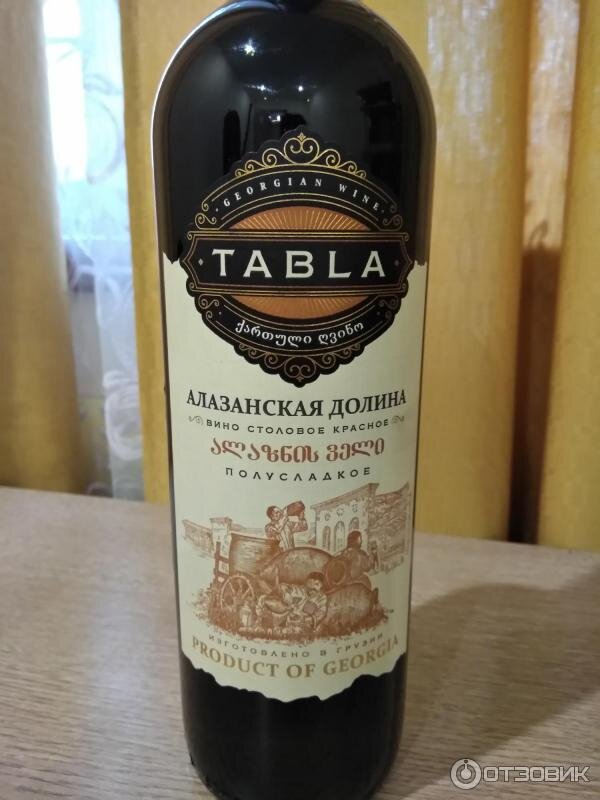 · GEORGIAN WINE ·
· TABLA ·
ქართული ღვინო
АЛАЗАНСКАЯ ДОЛИНА
ВИНО СТОЛОВОЕ КРАСНОЕ
ალაზნის ველი
ПОЛУСЛАДКОЕ
ИЗГОТОВЛЕНО В ГРУЗИИ
PRODUCT OF GEORGIA
ОТЗОВИК